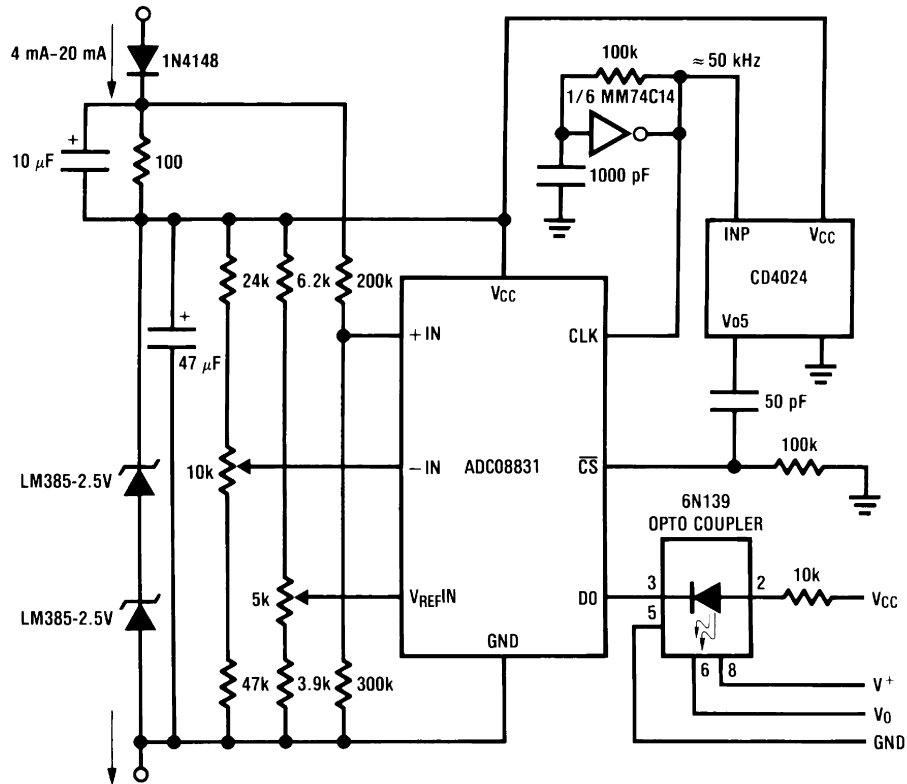 4 mA-20 mA
1N4148
100k
≈ 50 kHz
1/6 MM74C14
+
10 μF
100
1000 pF
INP
VCC
CD4024
Vo5
24k
6.2k
200k
VCC
+ IN
CLK
+
47 μF
50 pF
100k
LM385-2.5V
10k
− IN
ADC08831
CS
6N139
OPTO COUPLER
LM385-2.5V
5k
VREFIN
DO
3
2
10k
VCC
5
GND
47k
3.9k
300k
6
8
V+
VO
GND